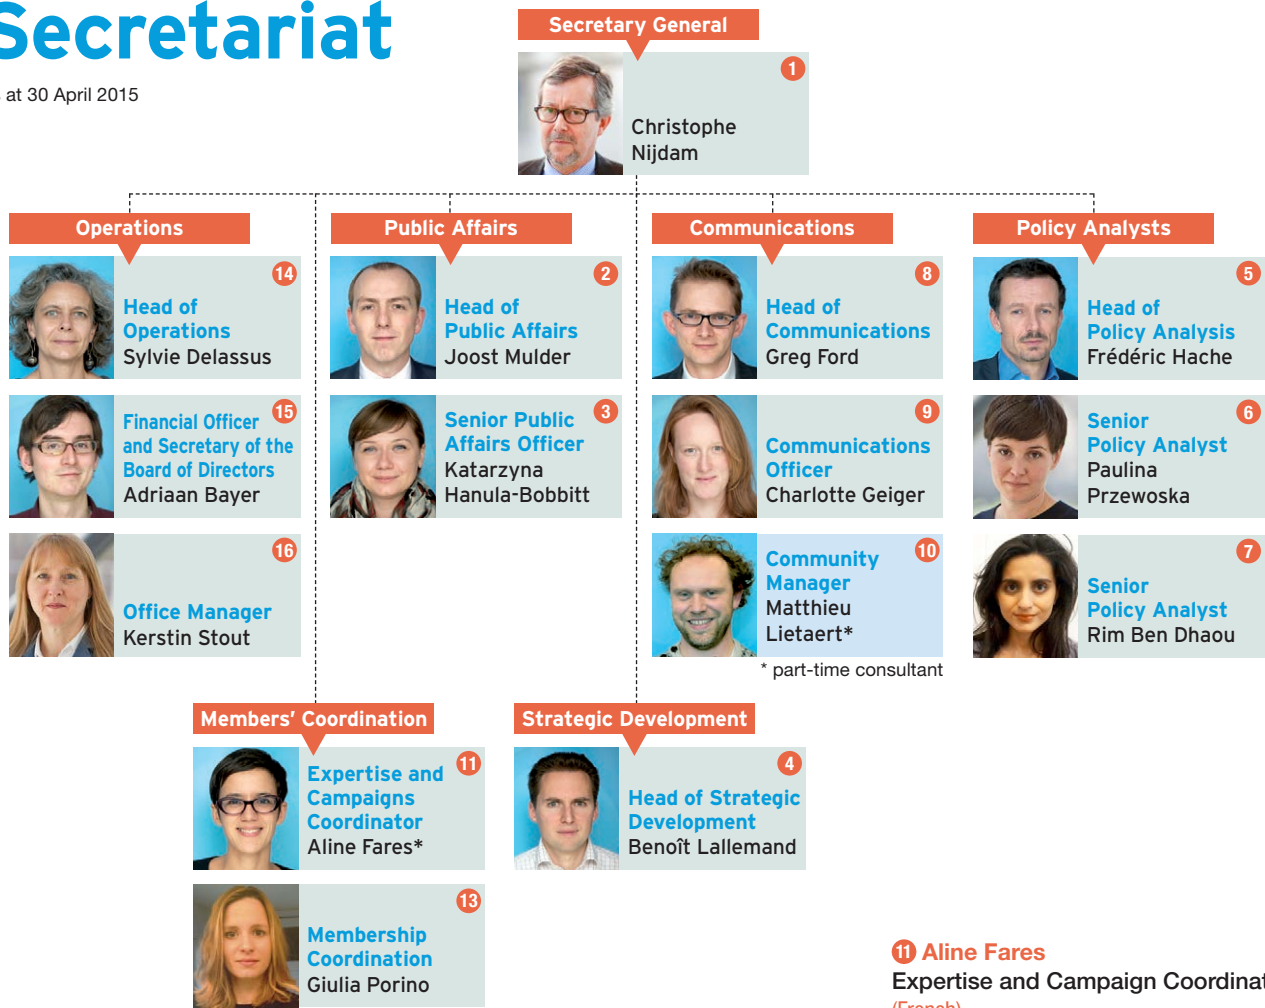 Secretariat
at 30 April 2015
Secretary General
1
Christophe
Nijdam
Operations
14
Head of
Operations
Sylvie Delassus
15
Financial Officer
and Secretary of the
Board of Directors
Adriaan Bayer
16
Office Manager
Kerstin Stout
Public Affairs
2
Head of
Public Affairs
Joost Mulder
3
Senior Public
Affairs Officer
Katarzyna
Hanula-Bobbitt
Communications
8
Head of
Communications
Greg Ford
9
Communications
Officer
Charlotte Geiger
10
Community
Manager
Matthieu
Lietaert*
* part-time consultant
Policy Analysts
5
Head of
Policy Analysis
Frédéric Hache
6
Senior
Policy Analyst
Paulina
Przewoska
7
Senior
Policy Analyst
Rim Ben Dhaou
Members’ Coordination
11
Expertise and
Campaigns
Coordinator
Aline Fares*
13
Membership
Coordination
Giulia Porino
Strategic Development
4
Head of Strategic
Development
Benoît Lallemand
11 Aline Fares
Expertise and Campaign Coordinat
(French)